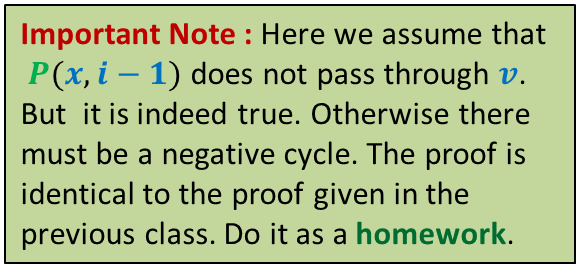 Important Note : Here we assume that
P(x, i − 1) does not pass through v.
But it is indeed true. Otherwise there
must be a negative cycle. The proof is
identical to the proof given in the
previous class. Do it as a homework.